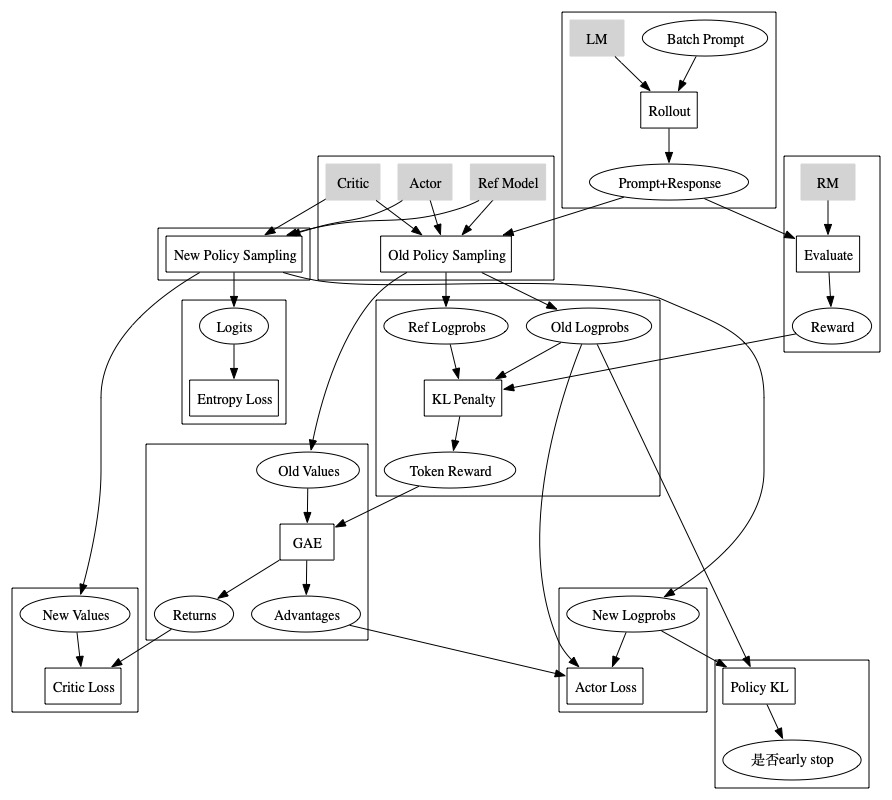 LM
Batch Prompt
Rollout
Critic
Actor
Ref Model
Prompt+Response
RM
New Policy Sampling
Old Policy Sampling
Evaluate
Logits
Ref Logprobs
Old Logprobs
Reward
Entropy Loss
KL Penalty
Old Values
Token Reward
GAE
New Values
Returns
Advantages
New Logprobs
Critic Loss
Actor Loss
Policy KL
是否early stop